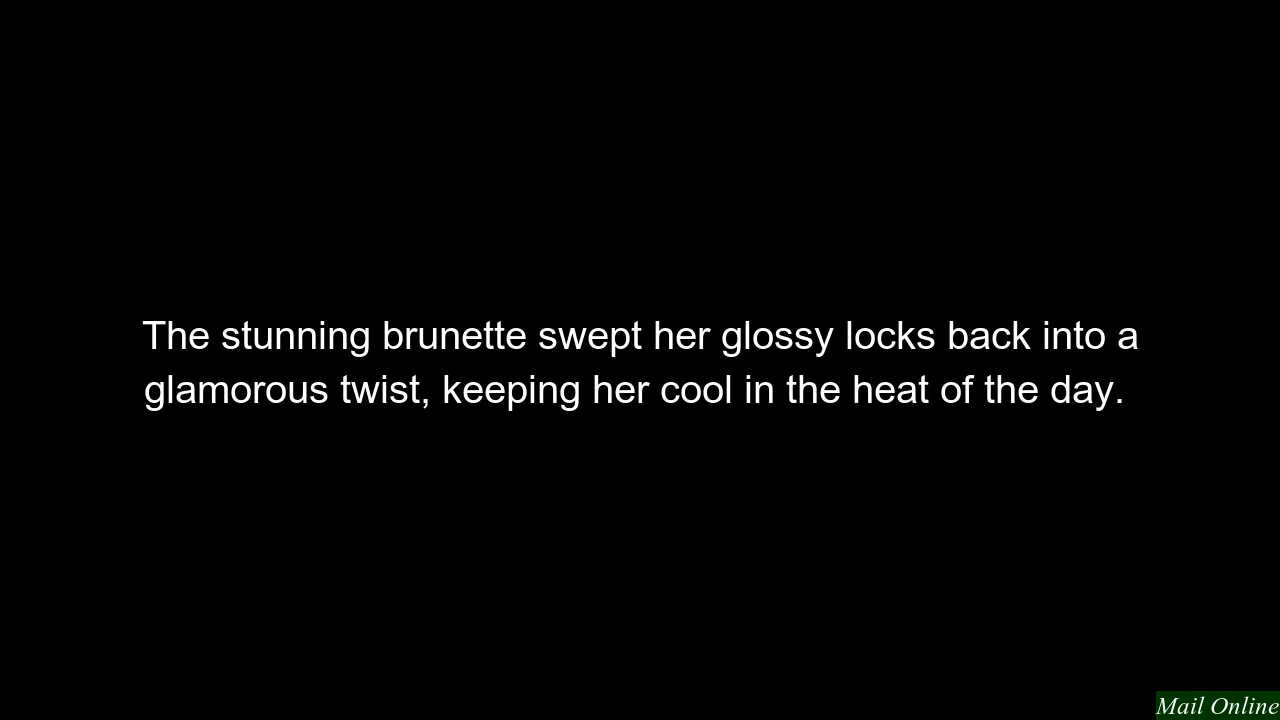 The stunning brunette swept her glossy locks back into a
glamorous twist, keeping her cool in the heat of the day.
Mail Online